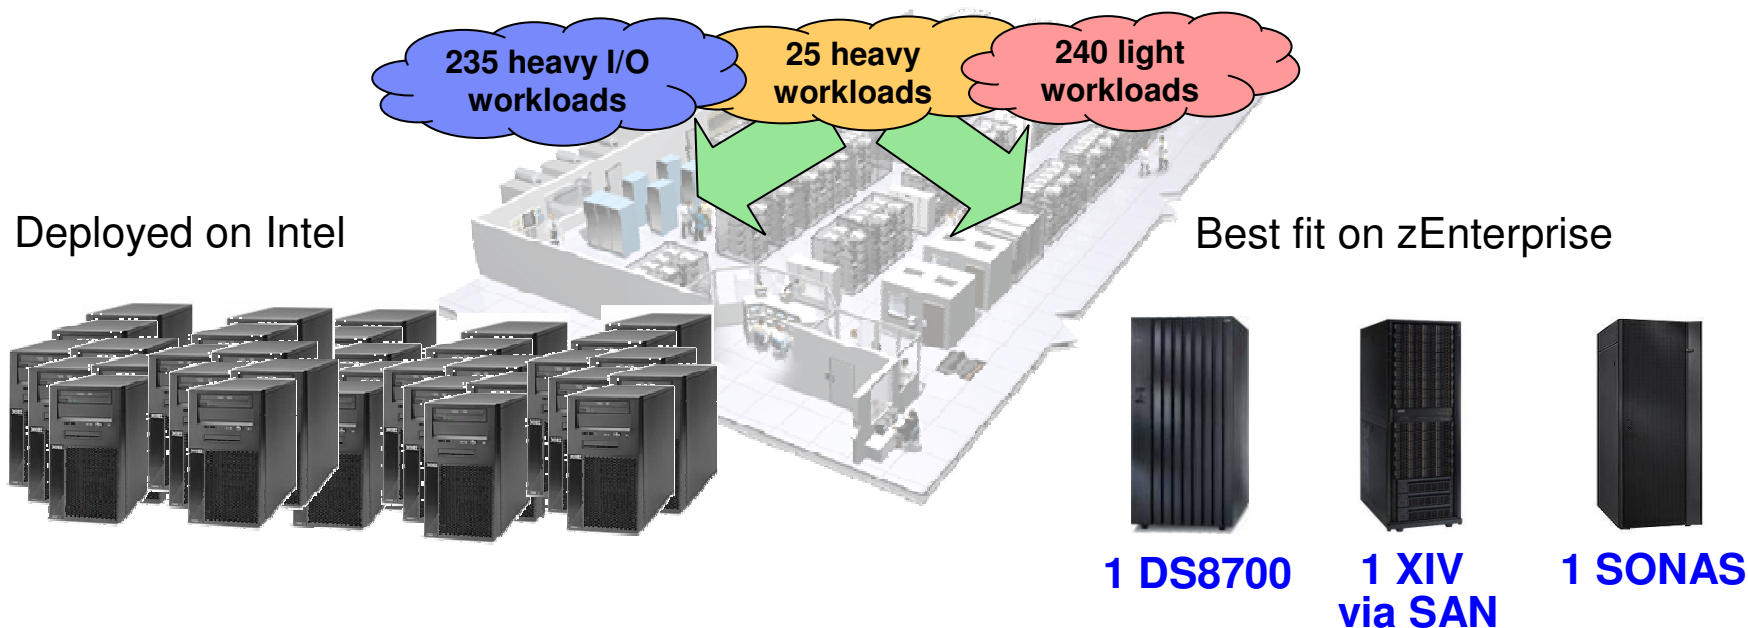 235 heavy I/O
workloads
25 heavy
workloads
240 light
workloads
Deployed on Intel
Best fit on zEnterprise
1 DS8700
1 XIV
via SAN
1 SONAS